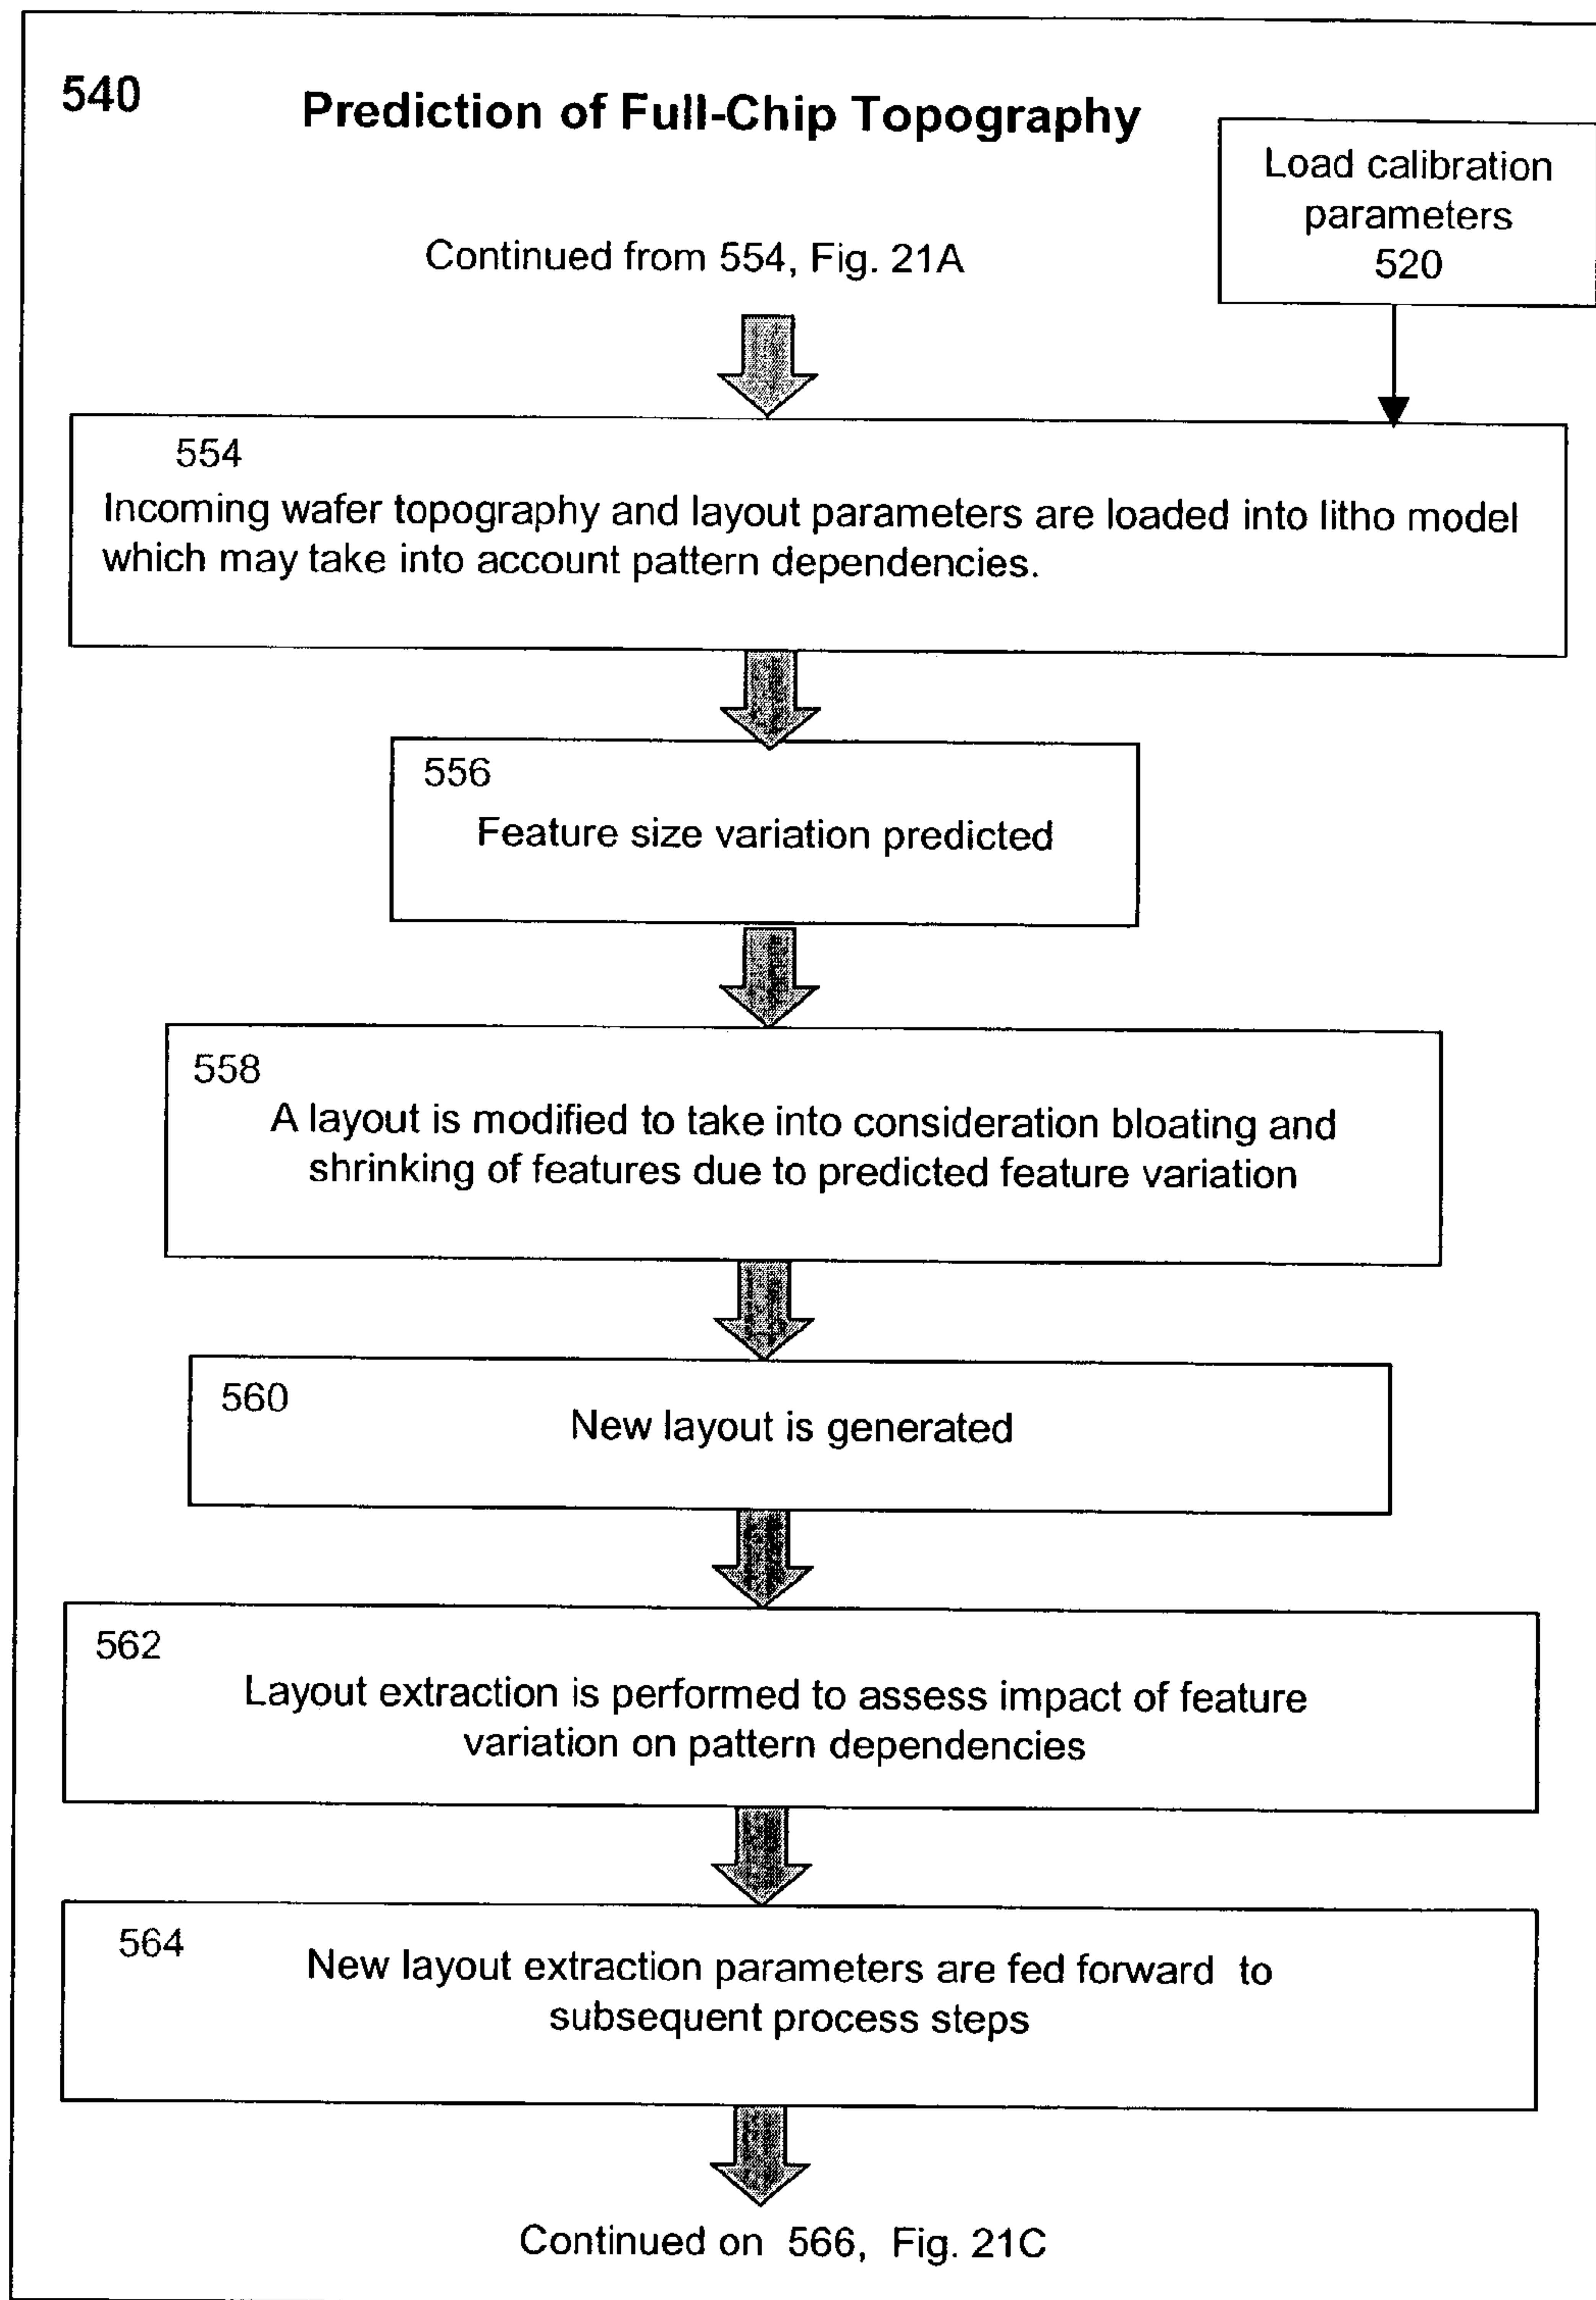 540
Prediction of Full-Chip Topography
Load calibration
parameters
520
Continued from 554, Fig. 21A
554
Incoming wafer topography and layout parameters are loaded into litho model
which may take into account pattern dependencies.
556
Feature size variation predicted
558
A layout is modified to take into consideration bloating and
shrinking of features due to predicted feature variation
560
New layout is generated
562
Layout extraction is performed to assess impact of feature
variation on pattern dependencies
564
New layout extraction parameters are fed forward to
subsequent process steps
Continued on 566, Fig. 21C